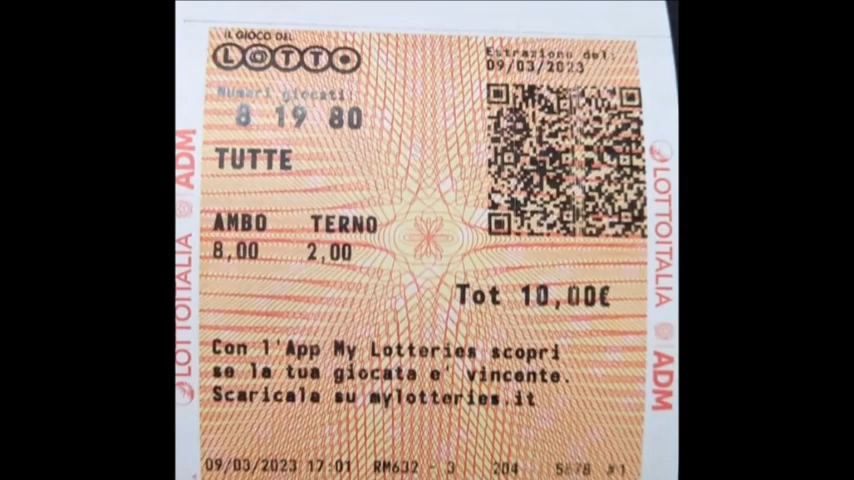 IL GIOCO DEL
LOTTO
Estrazione del:
09/03/2023
Numeri giocati:
8 19 80
TUTTE
AMBO TERNO
8,00 2,00
Tot 10,00€
Con l'App My Lotteries scopri
se la tua giocata e' vincente.
Scaricala su mylotteries.it
09/03/2023 17:01 RM632 - 3 204 #1
LOTTOITALIA ADM
LOTTOITALIA ADM